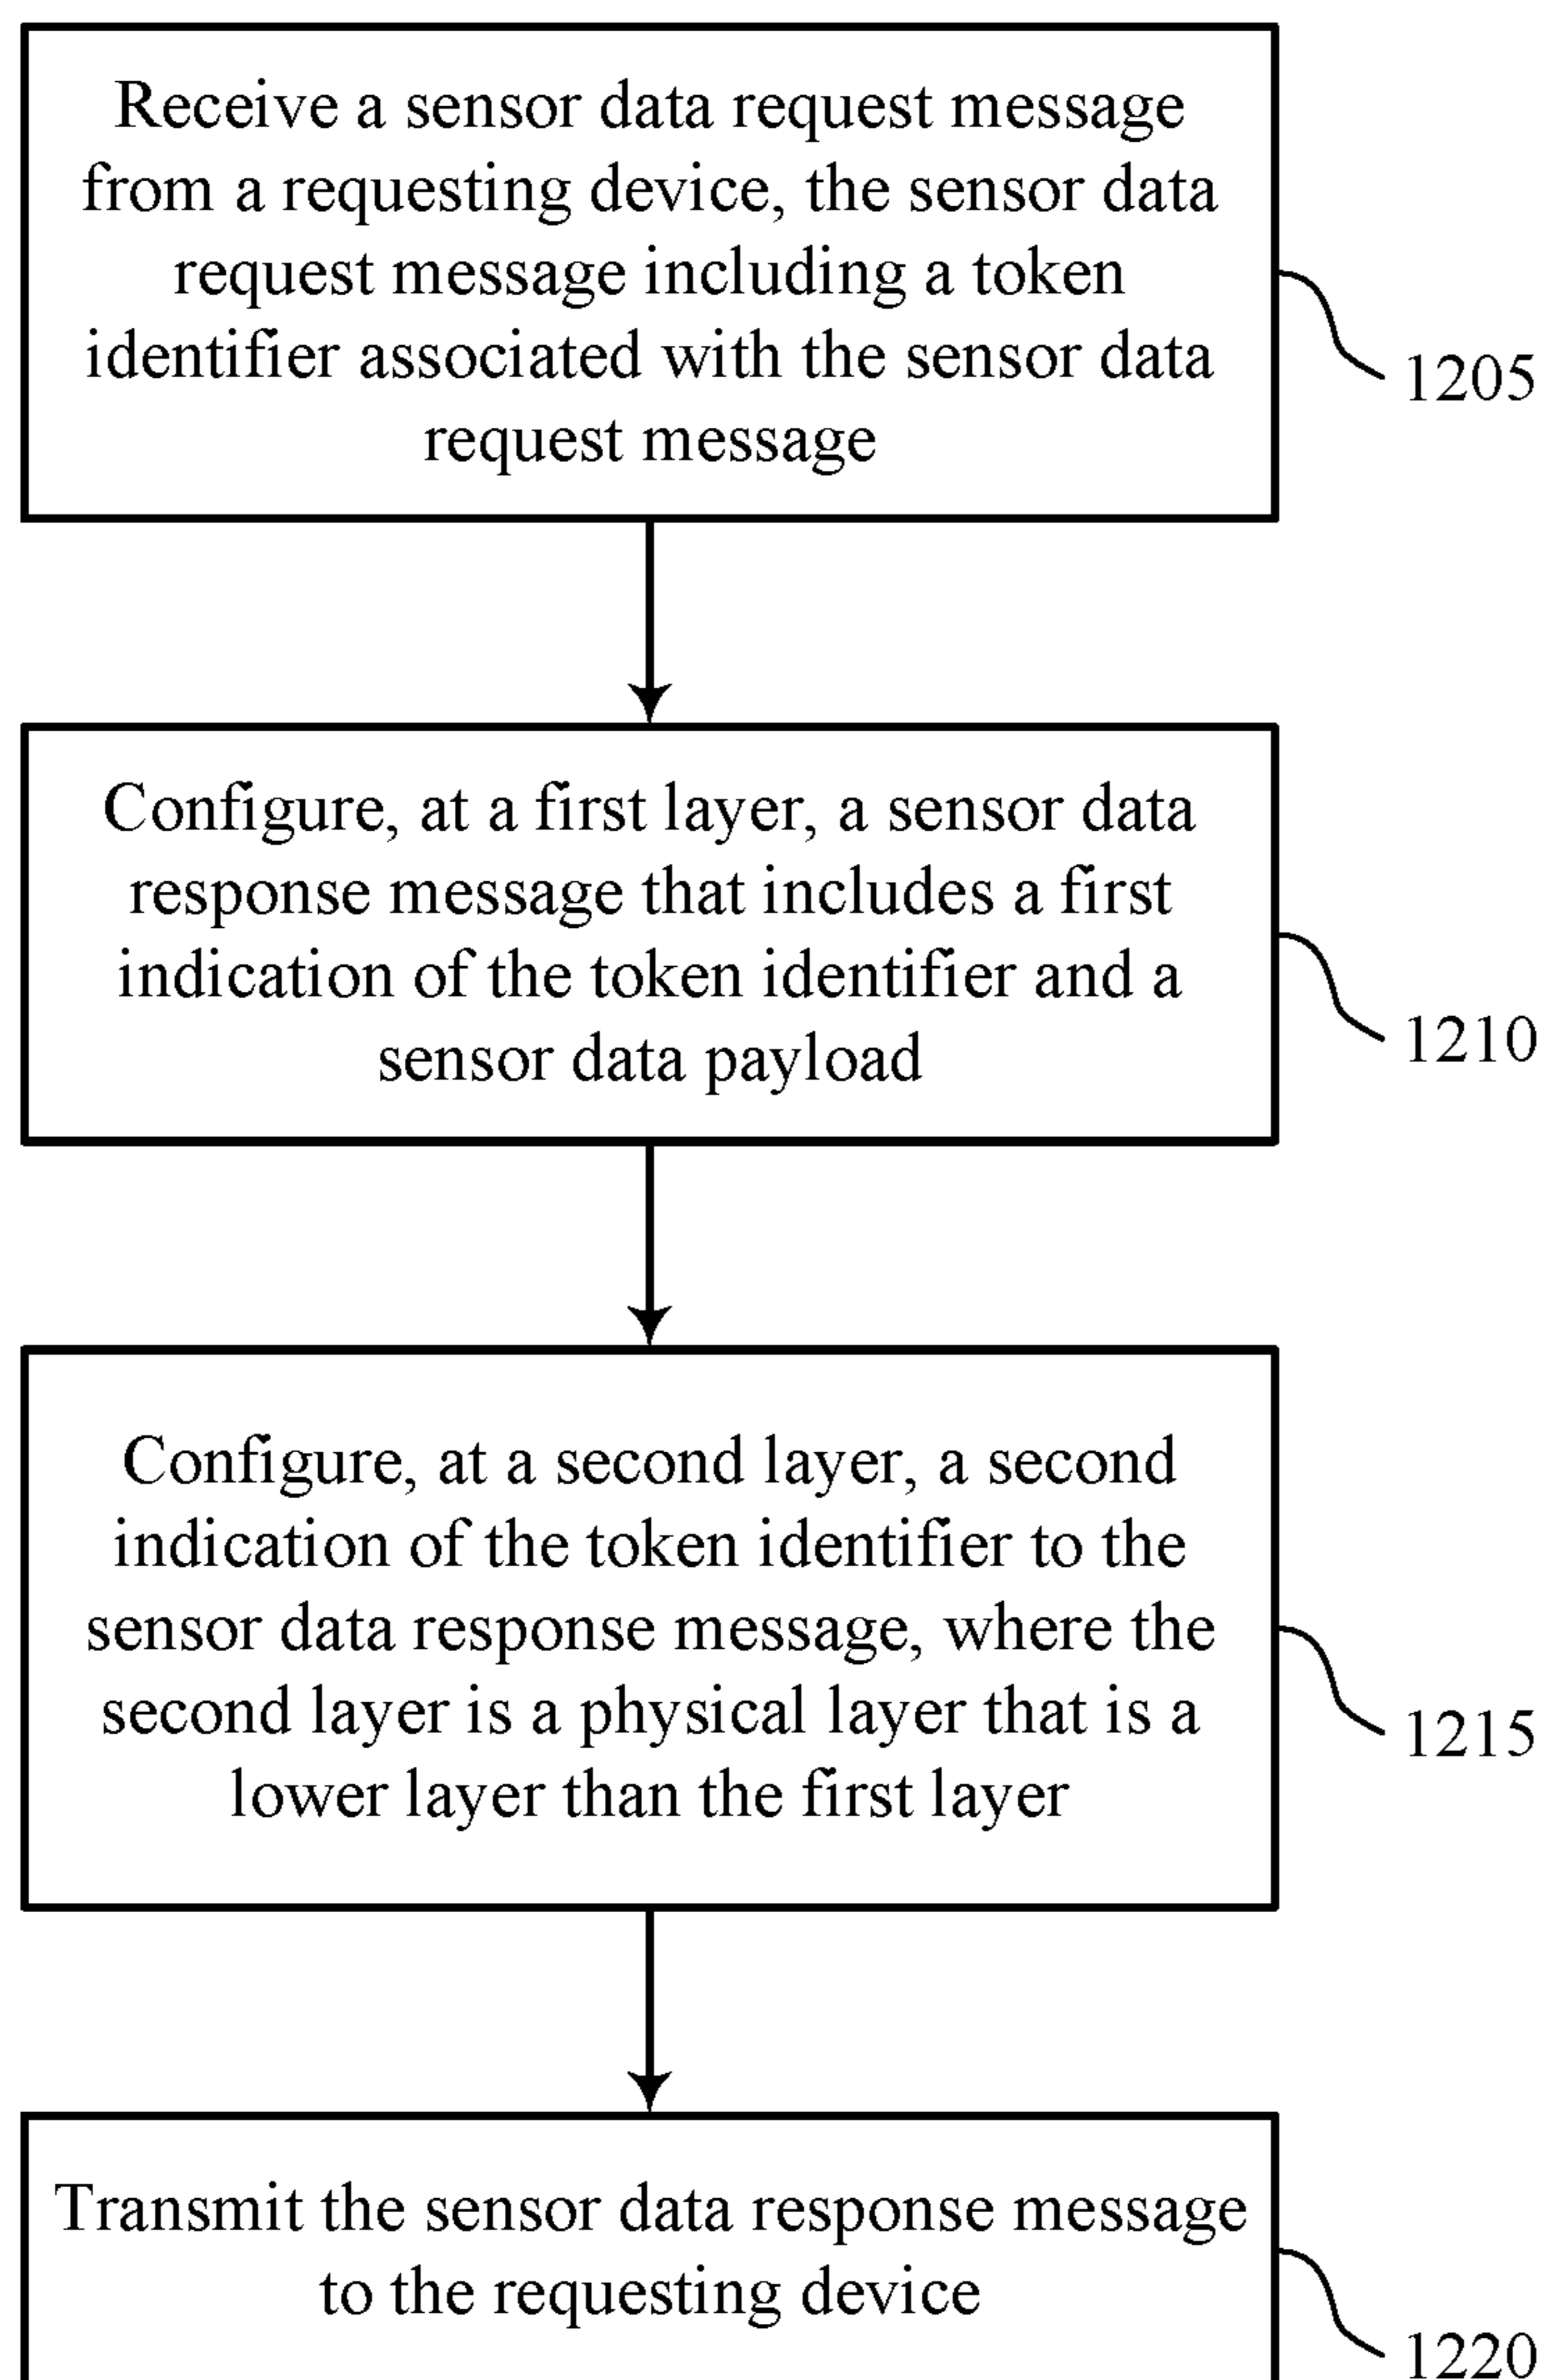 Receive a sensor data request message
from a requesting device, the sensor data
request message including a token
identifier associated with the sensor data
request message
1205
Configure, at a first layer, a sensor data
response message that includes a first
indication of the token identifier and a
sensor data payload
1210
Configure, at a second layer, a second
indication of the token identifier to the
sensor data response message, where the
second layer is a physical layer that is a
lower layer than the first layer
1215
Transmit the sensor data response message
to the requesting device
1220